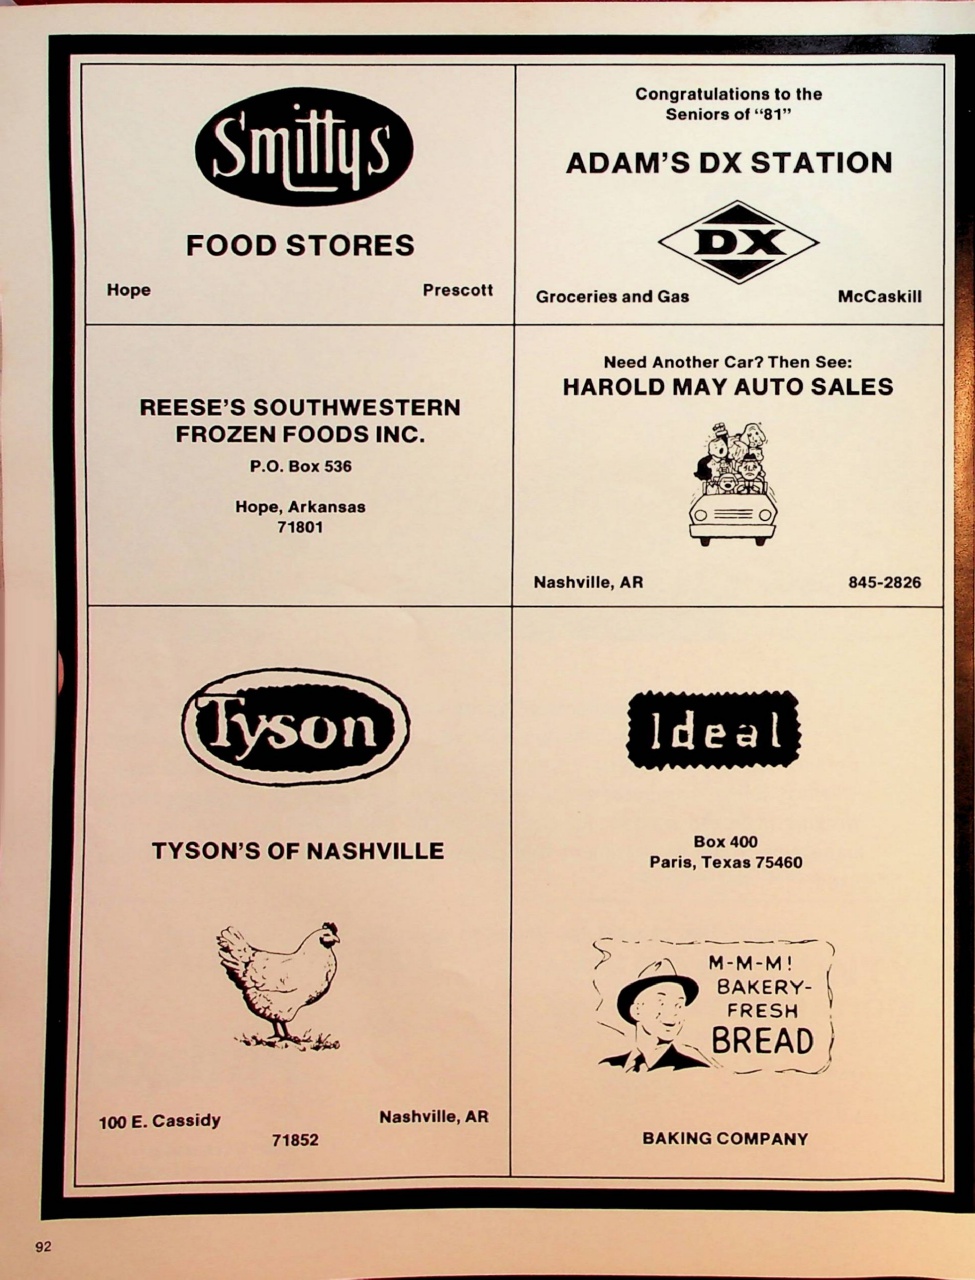 Smittys
FOOD STORES
Hope Prescott
Congratulations to the
Seniors of “81”
ADAM’S DX STATION
DX
Groceries and Gas McCaskill
REESE’S SOUTHWESTERN
FROZEN FOODS INC.
P.O. Box 536
Hope, Arkansas
71801
Need Another Car? Then See:
HAROLD MAY AUTO SALES
Nashville, AR 845-2826
Tyson
TYSON’S OF NASHVILLE
100 E. Cassidy Nashville, AR
71852
Ideal
Box 400
Paris, Texas 75460
M-M-M!
BAKERY-
FRESH
BREAD
BAKING COMPANY
92